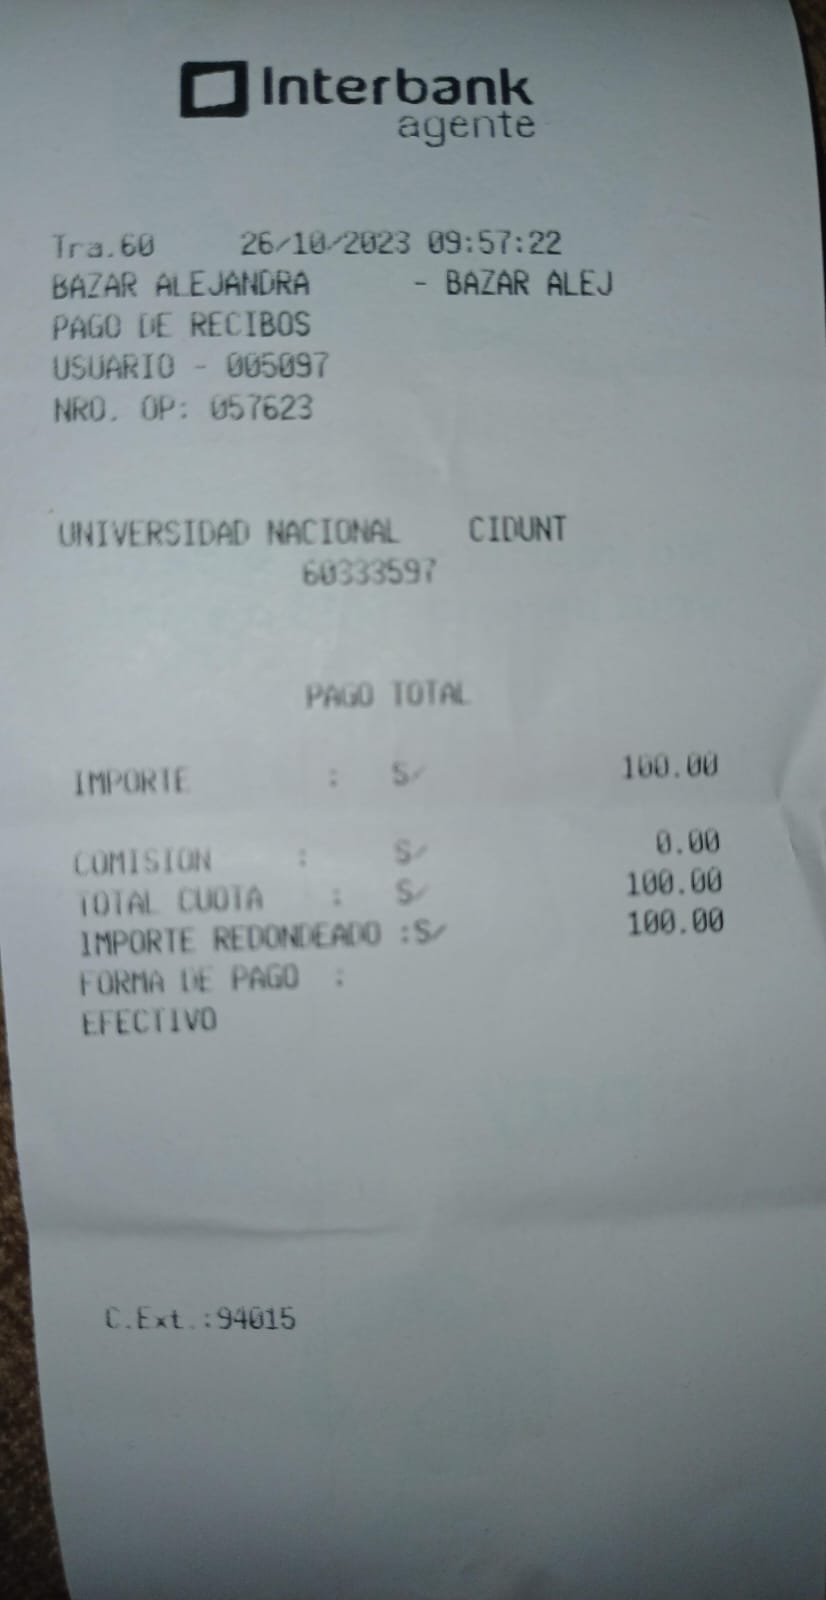 Interbank
agente
Tra.60 26/10/2023 09:57:22
BAZAR ALEJANDRA - BAZAR ALEJ
PAGO DE RECIBOS
USUARIO - 005097
NRO. OP: 057623
UNIVERSIDAD NACIONAL CIDUNT
60333597
PAGO TOTAL
IMPORTE : S/ 100.00
COMISION : S/ 0.00
TOTAL CUOTA : S/ 100.00
IMPORTE REDONDEADO :S/ 100.00
FORMA DE PAGO :
EFECTIVO
C.Ext.:94015